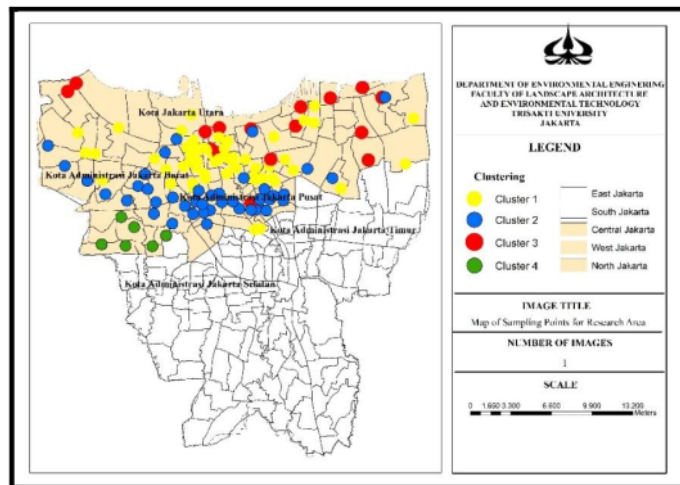 Kota Jakarta Utara
Kota Administrasi Jakarta Barat
Kota Administrasi Jakarta Pusat
Kota Administrasi Jakarta Timur
Kota Administrasi Jakarta Selatan
DEPARTMENT OF ENVIRONMENTAL ENGINERING
FACULTY OF LANDSCAPE ARCHITECTURE
AND ENVIRONMENTAL TECHNOLOGY
TRISAKTI UNIVERSITY
JAKARTA
LEGEND
Clustering
Cluster 1
Cluster 2
Cluster 3
Cluster 4
East Jakarta
South Jakarta
Central Jakarta
West Jakarta
North Jakarta
IMAGE TITLE
Map of Sampling Points for Research Area
NUMBER OF IMAGES
1
SCALE
0 1.650 3.300 6.600 9.900 13.200
Meters